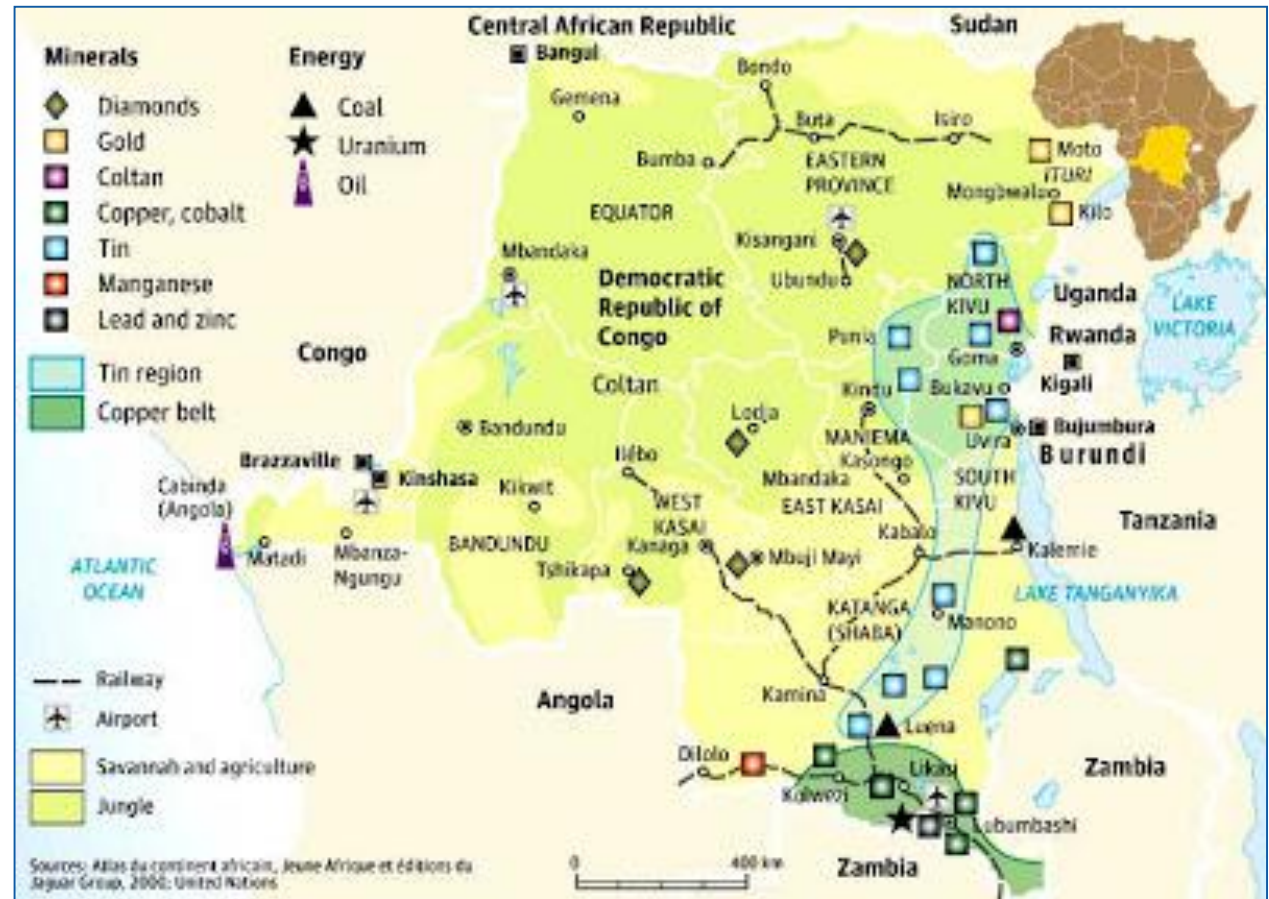 Central African Republic
Sudan
Bangui
Minerals
Diamonds
Gold
Coltan
Copper, cobalt
Tin
Manganese
Lead and zinc
Tin region
Copper belt
Energy
Coal
Uranium
Oil
Bondo
Gemena
Buta
Isiro
Bumba
EASTERN
PROVINCE
Moto
ITURI
Mongbwalu
Kilo
EQUATOR
Kisangani
Mbandaka
Ubundu
Democratic
Republic of
Congo
NORTH
KIVU
Uganda
LAKE
VICTORIA
Punia
Goma
Rwanda
Kigali
Congo
Coltan
Kindu
Bukavu
Lodja
Bandundu
MANIEMA
Uvira
Bujumbura
Burundi
Brazzaville
Kinshasa
Ilebo
Kasongo
Mbandaka
EAST KASAI
SOUTH
KIVU
Cabinda
(Angola)
Kikwit
WEST
KASAI
Kanaga
Tanzania
Matadi
Mbanza-
Ngungu
BANDUNDU
Tshikapa
Mbuji Mayi
Kabalo
Kalemie
ATLANTIC
OCEAN
LAKE TANGANYIKA
KATANGA
(SHABA)
Manono
Railway
Airport
Savannah and agriculture
Jungle
Angola
Kamina
Luena
Dilolo
Kolwezi
Likasi
Lubumbashi
Zambia
Zambia
0 400 km
Sources: Atlas du continent africain, Jeune Afrique et éditions du
Jaguar Group, 2000; United Nations